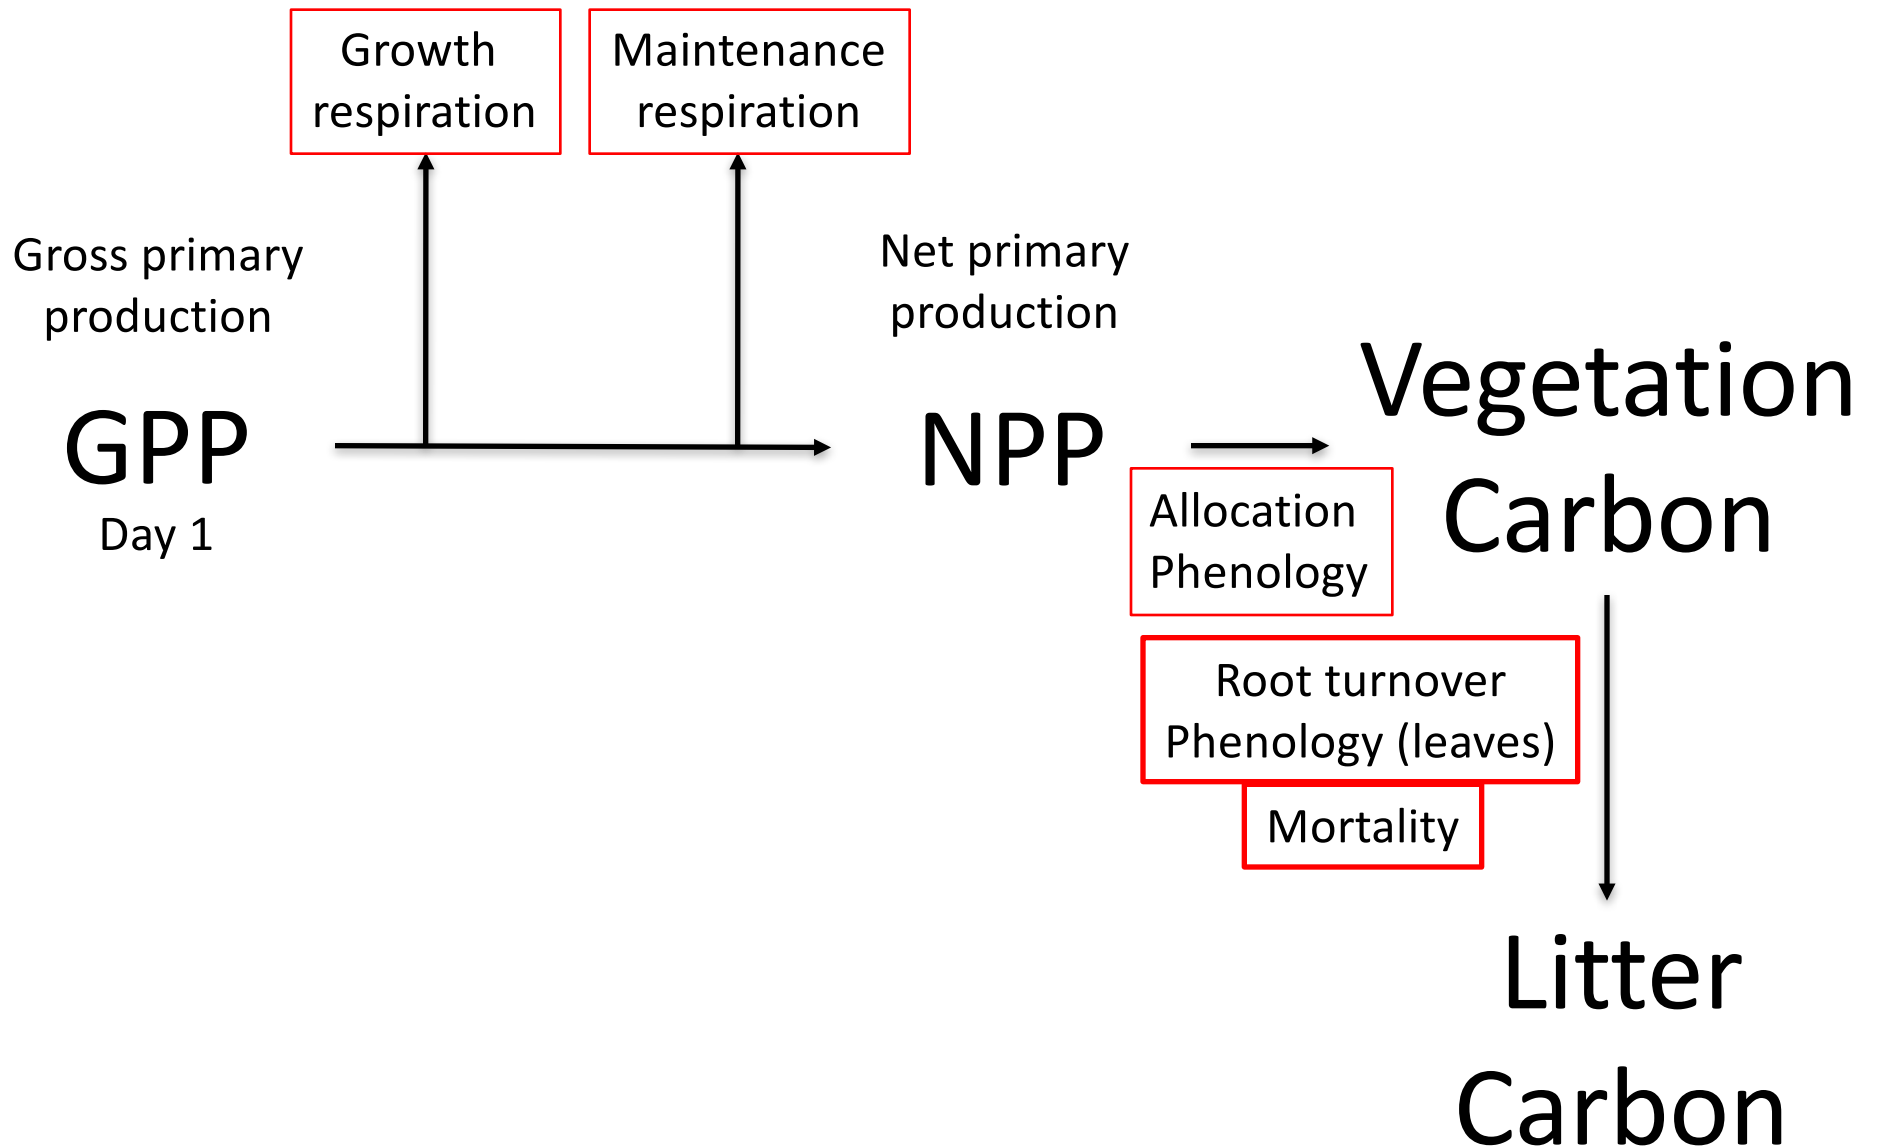 Growth
respiration
Maintenance
respiration
Gross primary
production
GPP
Day 1
Net primary
production
NPP
Allocation
Phenology
Vegetation
Carbon
Root turnover
Phenology (leaves)
Mortality
Litter
Carbon